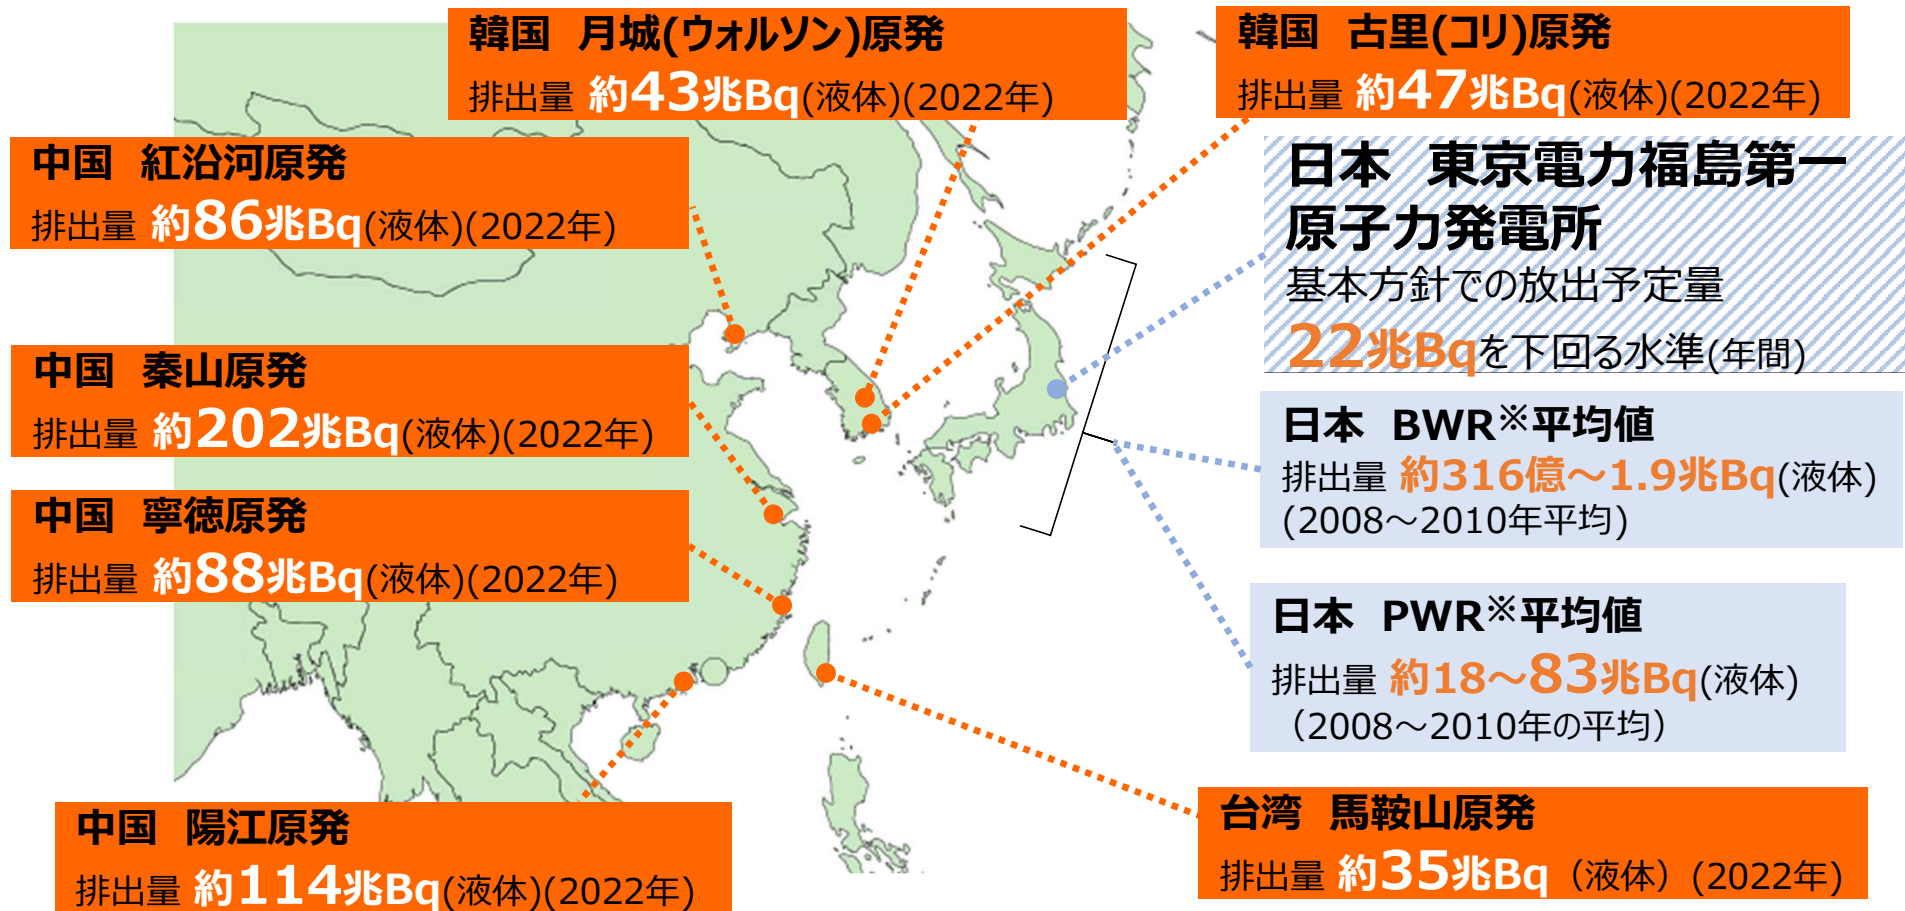 韓国 月城(ウォルソン)原発
排出量 約43兆Bq(液体)(2022年)
韓国 古里(コリ)原発
排出量 約47兆Bq(液体)(2022年)
中国 紅沿河原発
排出量 約86兆Bq(液体)(2022年)
日本 東京電力福島第一
原子力発電所
基本方針での放出予定量
22兆Bqを下回る水準(年間)
中国 秦山原発
排出量 約202兆Bq(液体)(2022年)
日本 BWR※平均値
排出量 約316億～1.9兆Bq(液体)
(2008～2010年平均)
中国 寧徳原発
排出量 約88兆Bq(液体)(2022年)
日本 PWR※平均値
排出量 約18～83兆Bq(液体)
（2008～2010年の平均）
中国 陽江原発
排出量 約114兆Bq(液体)(2022年)
台湾 馬鞍山原発
排出量 約35兆Bq（液体）(2022年)